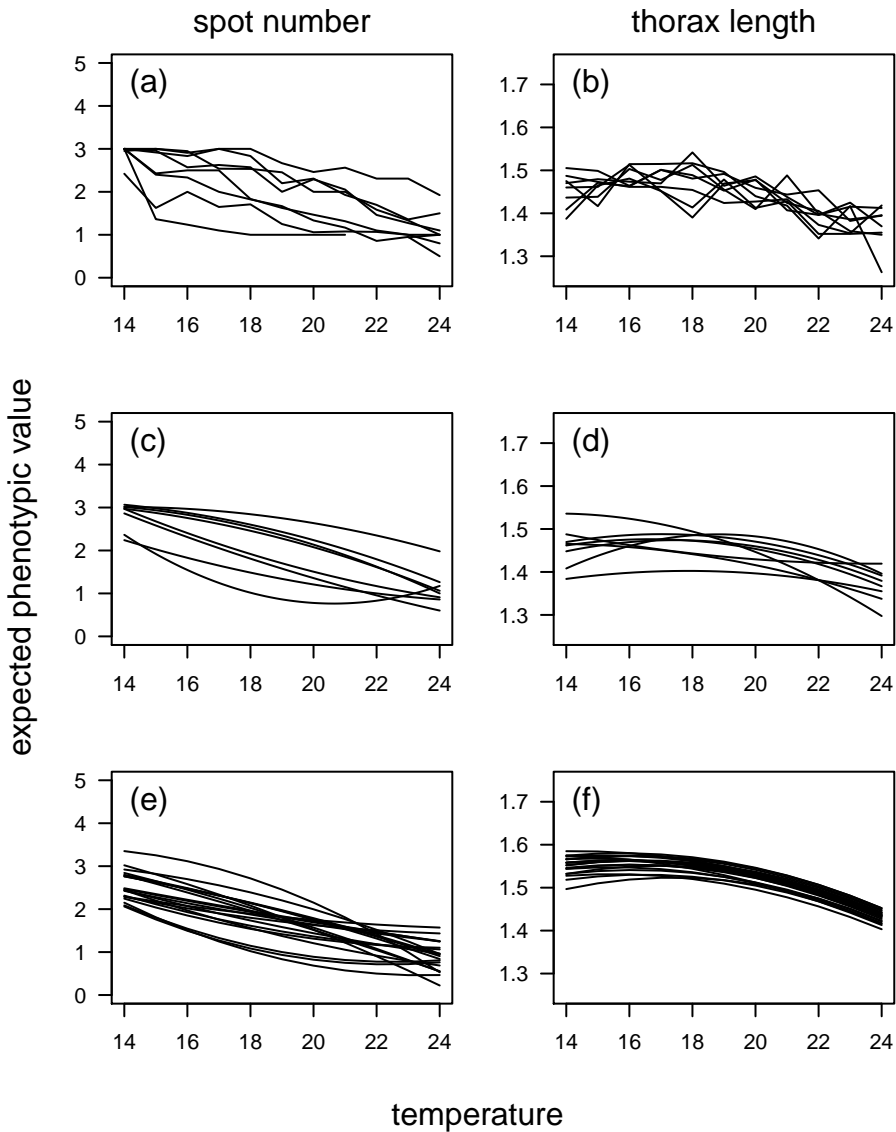 spot number
thorax length
(a)
5
4
3
2
1
0
14 16 18 20 22 24
(b)
1.7
1.6
1.5
1.4
1.3
14 16 18 20 22 24
expected phenotypic value
(c)
5
4
3
2
1
0
14 16 18 20 22 24
(d)
1.7
1.6
1.5
1.4
1.3
14 16 18 20 22 24
(e)
5
4
3
2
1
0
14 16 18 20 22 24
(f)
1.7
1.6
1.5
1.4
1.3
14 16 18 20 22 24
temperature